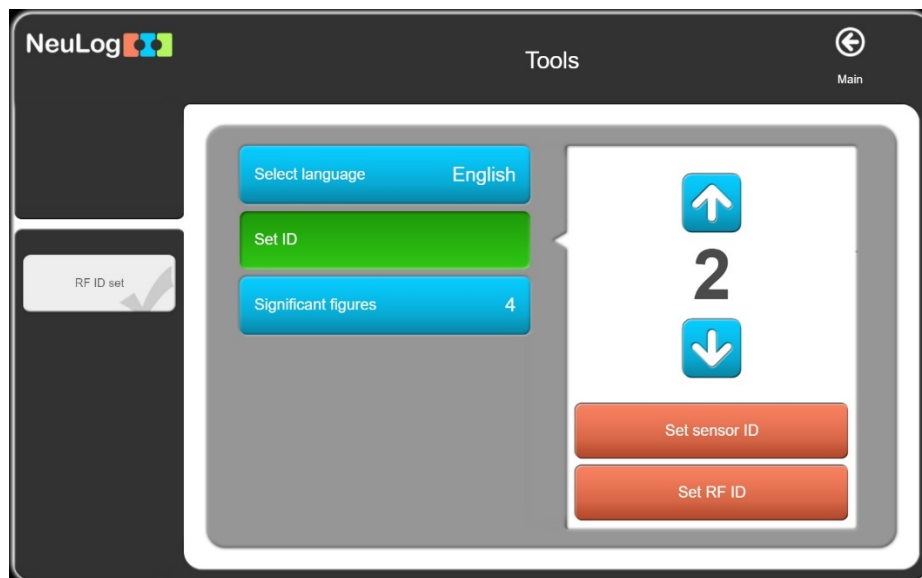 NeuLog
Tools
Main
RF ID set
Select language English
Set ID
Significant figures 4
2
Set sensor ID
Set RF ID